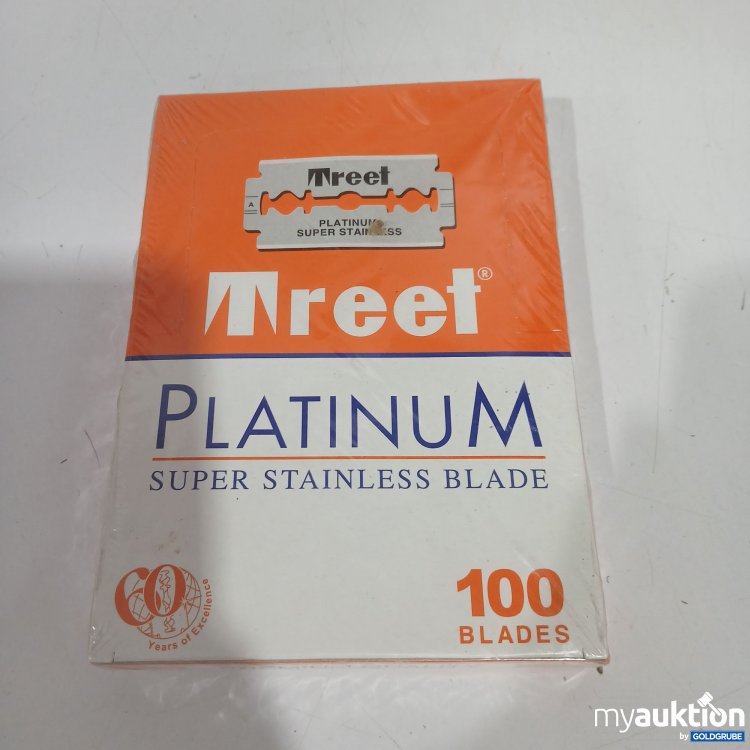 Treet
A
PLATINUM
SUPER STAINLESS
Treet®
PLATINUM
SUPER STAINLESS BLADE
60
Years of Excellence
100
BLADES
myauktion
by GOLDGRUBE